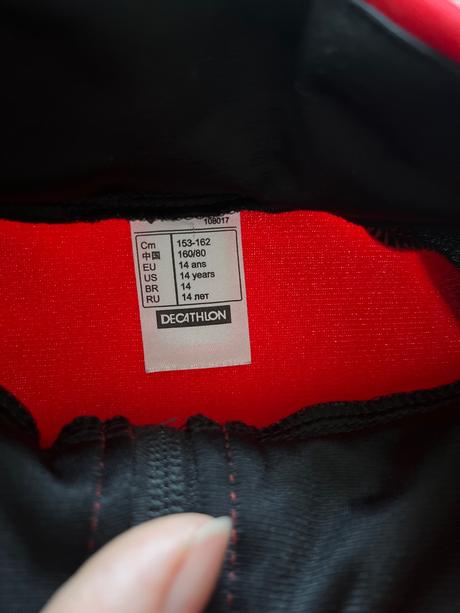 108017
Cm 153-162
中国 160/80
EU 14 ans
US 14 years
BR 14
RU 14 лет
DECATHLON